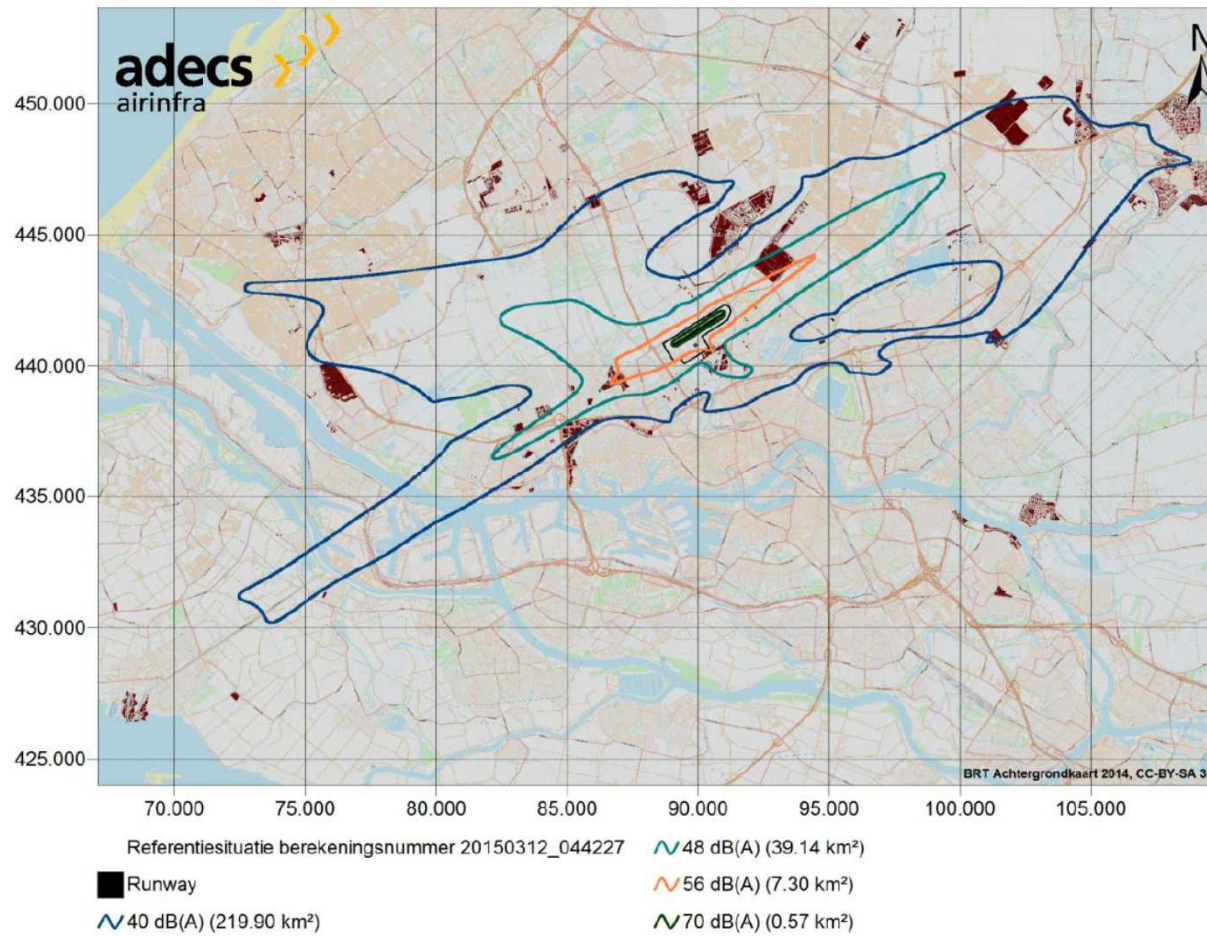 adecs
airinfra
N
450.000
445.000
440.000
435.000
430.000
425.000
BRT Achtergrondkaart 2014, CC-BY-SA 3
70.000 75.000 80.000 85.000 90.000 95.000 100.000 105.000
Referentiesituatie berekeningsnummer 20150312_044227
Runway
40 dB(A) (219.90 km²)
48 dB(A) (39.14 km²)
56 dB(A) (7.30 km²)
70 dB(A) (0.57 km²)